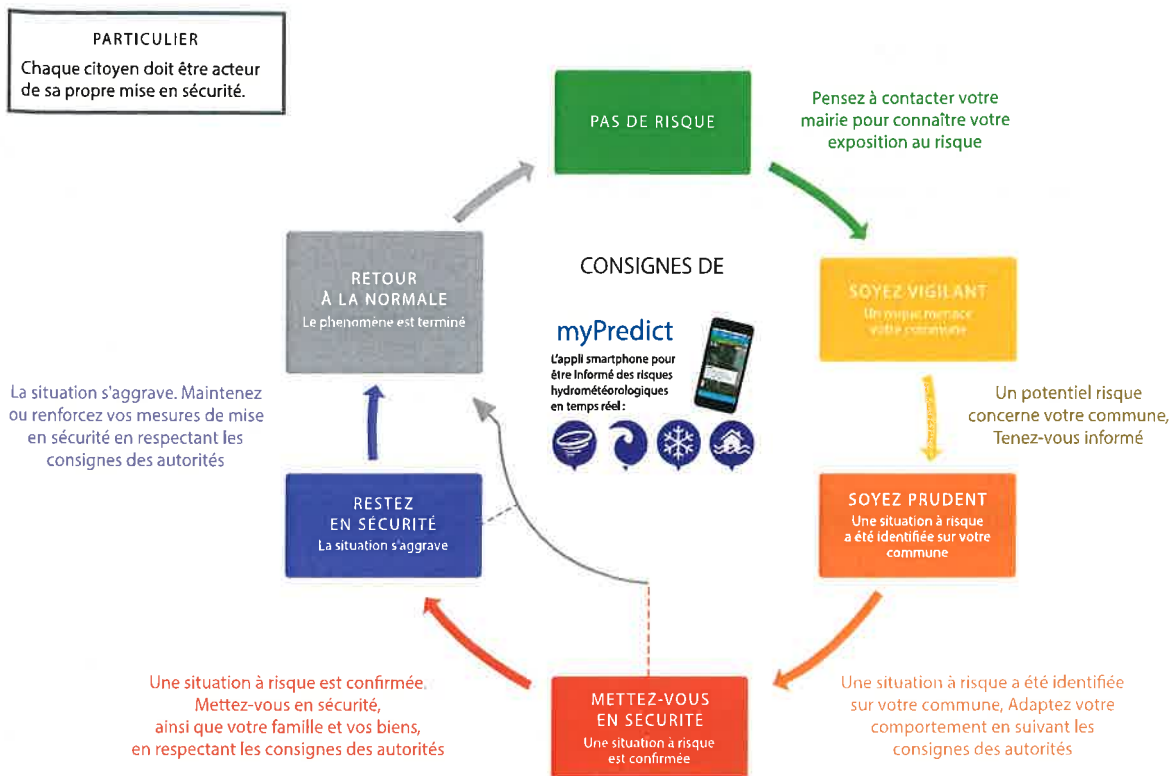 PARTICULIER
Chaque citoyen doit être acteur
de sa propre mise en sécurité.
PAS DE RISQUE
Pensez à contacter votre
mairie pour connaître votre
exposition au risque
SOYEZ VIGILANT
Un risque menace
votre commune
Un potentiel risque
concerne votre commune,
Tenez-vous informé
SOYEZ PRUDENT
Une situation à risque
a été identifiée sur votre
commune
Une situation à risque a été identifiée
sur votre commune, Adaptez votre
comportement en suivant les
consignes des autorités
METTEZ-VOUS
EN SECURITÉ
Une situation à risque
est confirmée
Une situation à risque est confirmée.
Mettez-vous en sécurité,
ainsi que votre famille et vos biens,
en respectant les consignes des autorités
RESTEZ
EN SÉCURITÉ
La situation s'aggrave
La situation s'aggrave. Maintenez
ou renforcez vos mesures de mise
en sécurité en respectant les
consignes des autorités
RETOUR
À LA NORMALE
Le phenomène est terminé
CONSIGNES DE
myPredict
L'appli smartphone pour
être informé des risques
hydrométéorologiques
en temps réel :